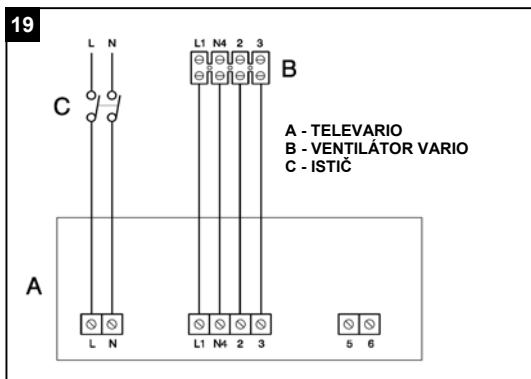 19
L N
L1 N4 2 3
B
C
A - TELEVARIO
B - VENTILÁTOR VARIO
C - ISTIČ
A
L N
L1 N4 2 3
5 6